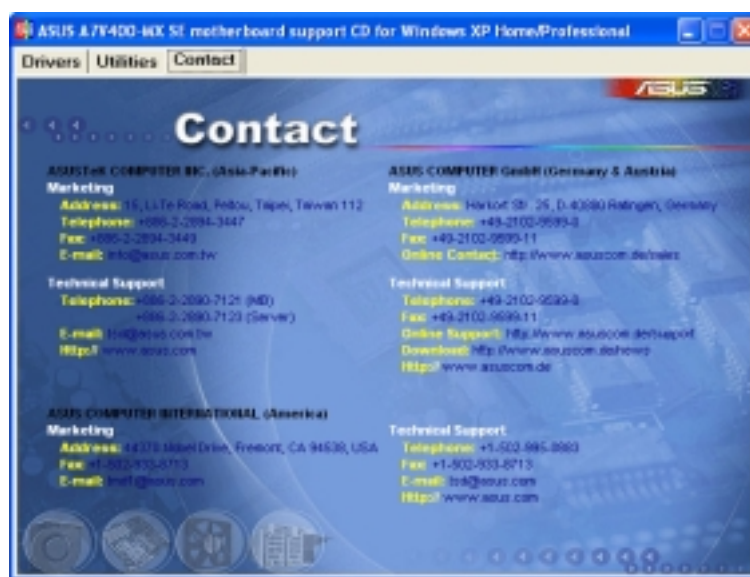 ASUS A7V400-MX SE motherboard support CD for Windows XP Home/Professional
Drivers Utilities Contact
ASUS
Contact
ASUSTeK COMPUTER INC. (Asia-Pacific)
Marketing
Address: 15, Li-Te Road, Peitou, Taipei, Taiwan 112
Telephone: +886-2-2894-3447
Fax: +886-2-2894-3449
E-mail: info@asus.com.tw
Technical Support
Telephone: +886-2-2890-7121 (MB)
+886-2-2890-7123 (Server)
E-mail: tsd@asus.com.tw
Http:// www.asus.com
ASUS COMPUTER INTERNATIONAL (America)
Marketing
Address: 44370 Nobel Drive, Fremont, CA 94538, USA
Fax: +1-502-933-8713
E-mail: tmd1@asus.com
ASUS COMPUTER GmbH (Germany & Austria)
Marketing
Address: Harkort Str. 25, D-40880 Ratingen, Germany
Telephone: +49-2102-9599-0
Fax: +49-2102-9599-11
Online Contact: http://www.asuscom.de/sales
Technical Support
Telephone: +49-2102-9599-0
Fax: +49-2102-9599-11
Online Support: http://www.asuscom.de/support
Download: http://www.asuscom.de/news
Http:// www.asuscom.de
Technical Support
Telephone: +1-502-995-0883
Fax: +1-502-933-8713
E-mail: tsd@asus.com
Http:// www.asus.com